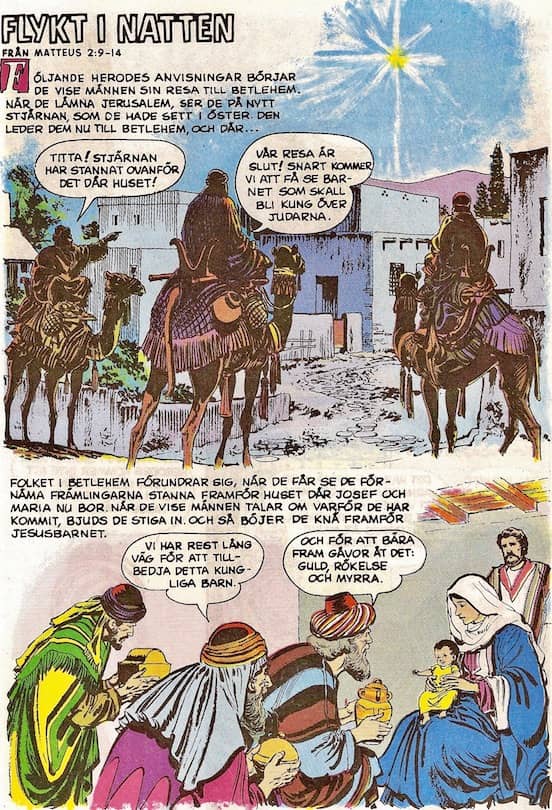 FLYKT I NATTEN
FRÅN MATTEUS 2:9-14
FÖLJANDE HERODES ANVISNINGAR BÖRJAR
DE VISE MÄNNEN SIN RESA TILL BETLEHEM.
NÄR DE LÄMNA JERUSALEM, SER DE PÅ NYTT
STJÄRNAN, SOM DE HADE SETT I ÖSTER. DEN
LEDER DEM NU TILL BETLEHEM, OCH DÄR...
TITTA! STJÄRNAN
HAR STANNAT OVANFÖR
DET DÄR HUSET!
VÅR RESA ÄR
SLUT! SNART KOMMER
VI ATT FÅ SE BAR-
NET SOM SKALL
BLI KUNG ÖVER
JUDARNA.
FOLKET I BETLEHEM FÖRUNDRAR SIG, NÄR DE FÅR SE DE FÖR-
NÄMA FRÄMLINGARNA STANNA FRAMFÖR HUSET DÄR JOSEF OCH
MARIA NU BOR. NÄR DE VISE MÄNNEN TALAR OM VARFÖR DE HAR
KOMMIT, BJUDS DE STIGA IN. OCH SÅ BÖJER DE KNÄ FRAMFÖR
JESUSBARNET.
VI HAR REST LÅNG
VÄG FÖR ATT TILL-
BEDJA DETTA KUNG-
LIGA BARN.
OCH FÖR ATT BÄRA
FRAM GÅVOR ÅT DET:
GULD, RÖKELSE
OCH MYRRA.